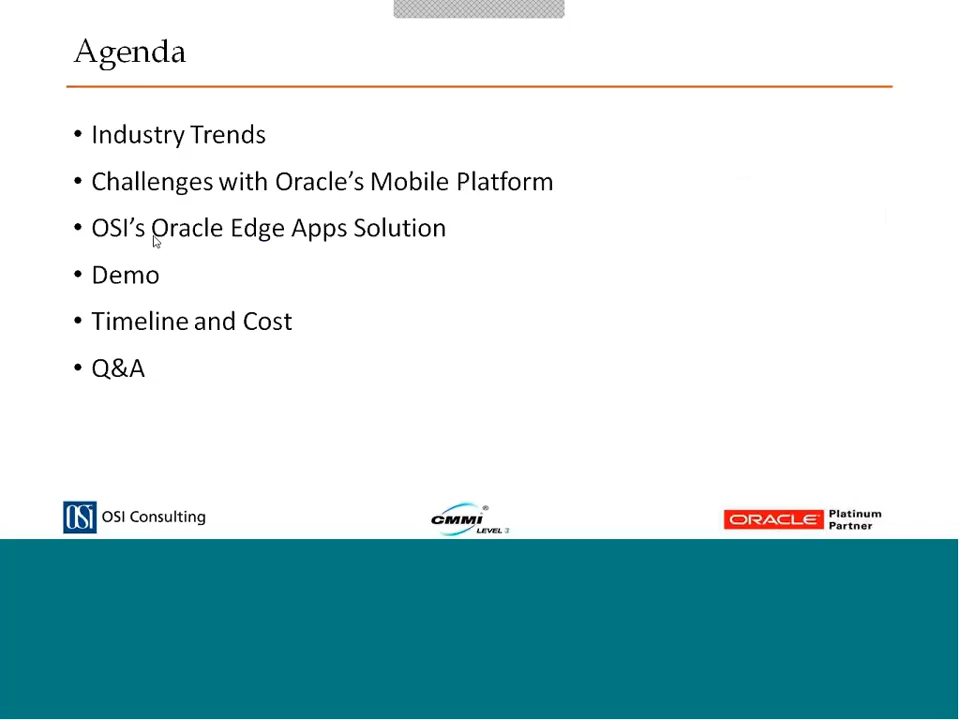 Agenda
• Industry Trends
• Challenges with Oracle’s Mobile Platform
• OSI’s Oracle Edge Apps Solution
• Demo
• Timeline and Cost
• Q&A
OSI OSI Consulting
CMMI® LEVEL 3
ORACLE Platinum
Partner